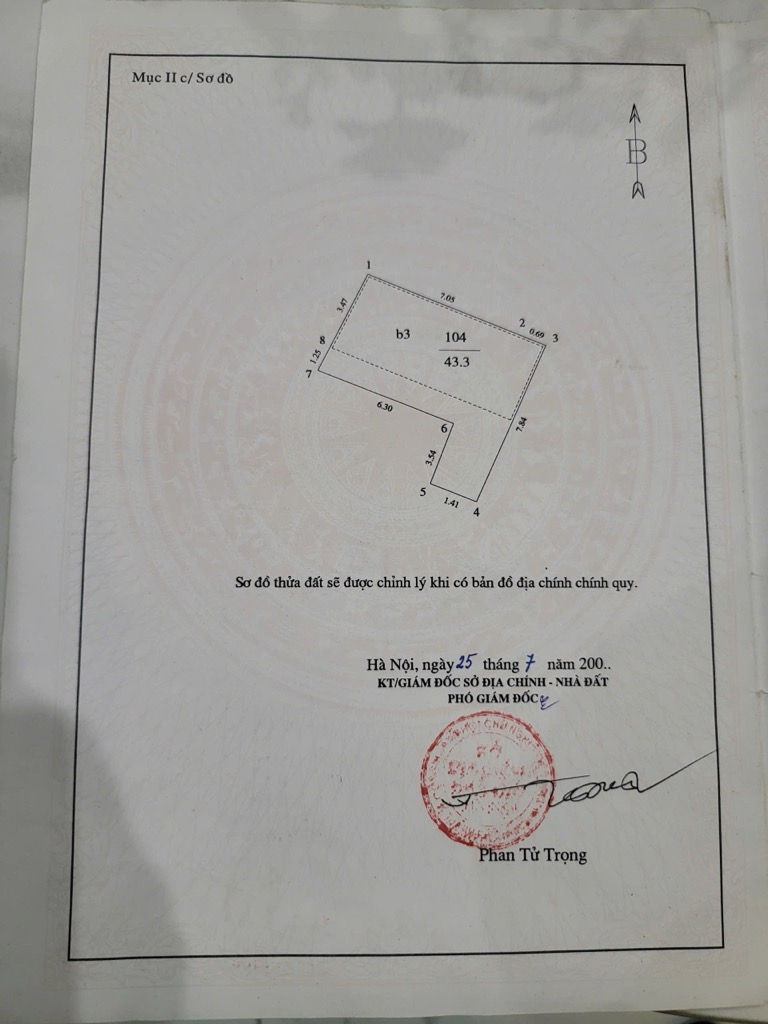 Mục II c/ Sơ đồ
B
1
7.05
2
0.69
3
3.47
b3
104
43.3
8
1.25
7
6.30
6
7.84
3.54
5
1.41
4
Sơ đồ thửa đất sẽ được chỉnh lý khi có bản đồ địa chính chính quy.
Hà Nội, ngày 25 tháng 7 năm 200..
KT/GIÁM ĐỐC SỞ ĐỊA CHÍNH - NHÀ ĐẤT
PHÓ GIÁM ĐỐC
Phan Tử Trọng